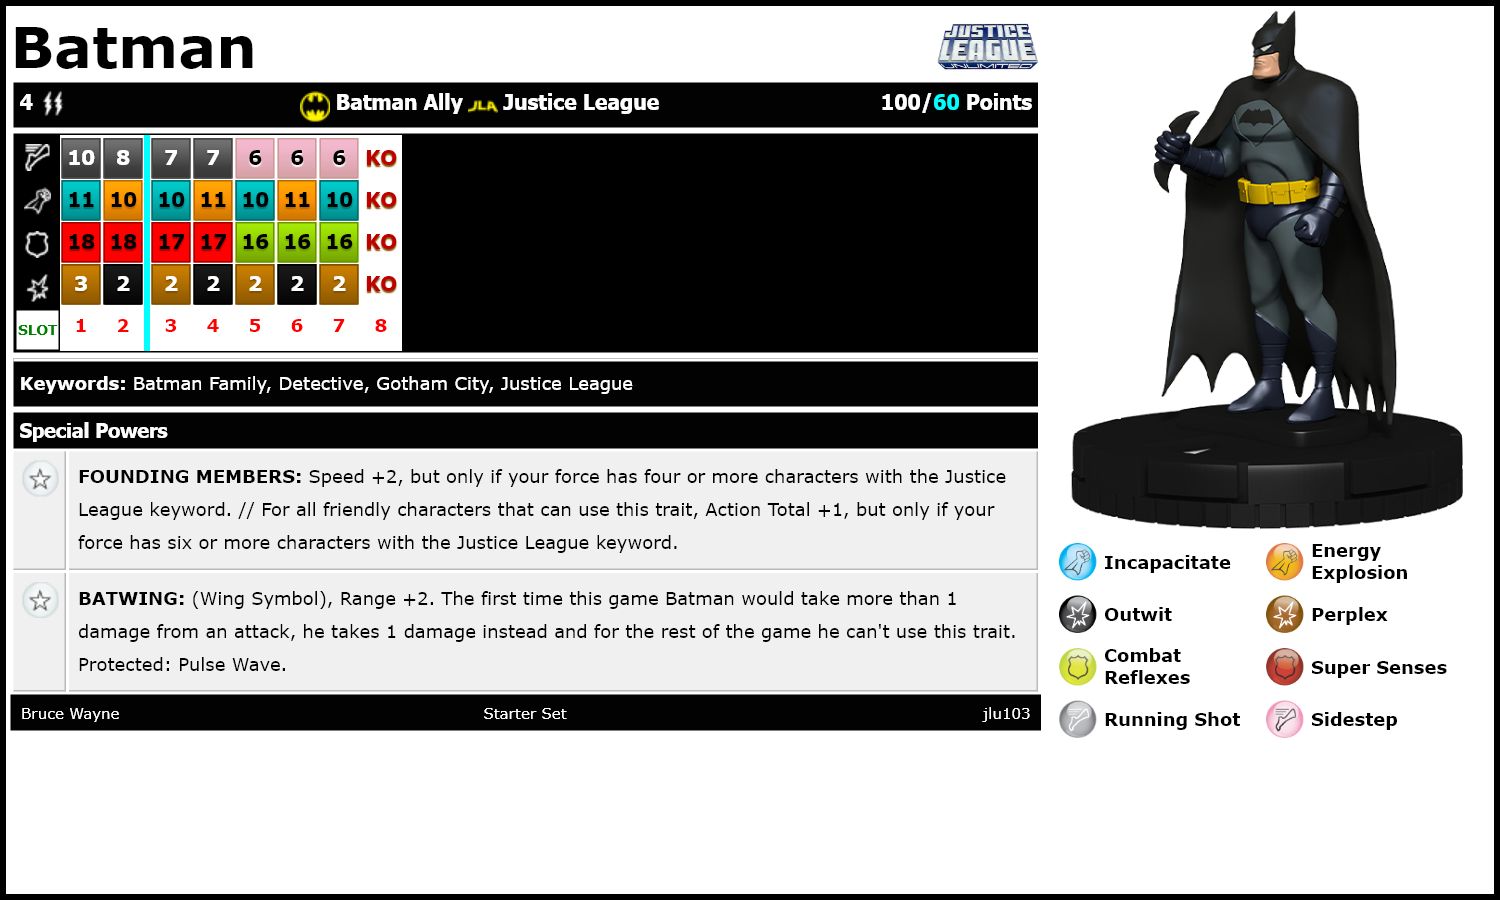 Batman
JUSTICE
LEAGUE
UNLIMITED
4 Batman Ally JLA Justice League 100/60 Points
10 8 7 7 6 6 6 KO
11 10 10 11 10 11 10 KO
18 18 17 17 16 16 16 KO
3 2 2 2 2 2 2 KO
SLOT 1 2 3 4 5 6 7 8
Keywords: Batman Family, Detective, Gotham City, Justice League
Special Powers
FOUNDING MEMBERS: Speed +2, but only if your force has four or more characters with the Justice
League keyword. // For all friendly characters that can use this trait, Action Total +1, but only if your
force has six or more characters with the Justice League keyword.
BATWING: (Wing Symbol), Range +2. The first time this game Batman would take more than 1
damage from an attack, he takes 1 damage instead and for the rest of the game he can't use this trait.
Protected: Pulse Wave.
Bruce Wayne Starter Set jlu103
Incapacitate
Energy
Explosion
Outwit
Perplex
Combat
Reflexes
Super Senses
Running Shot
Sidestep